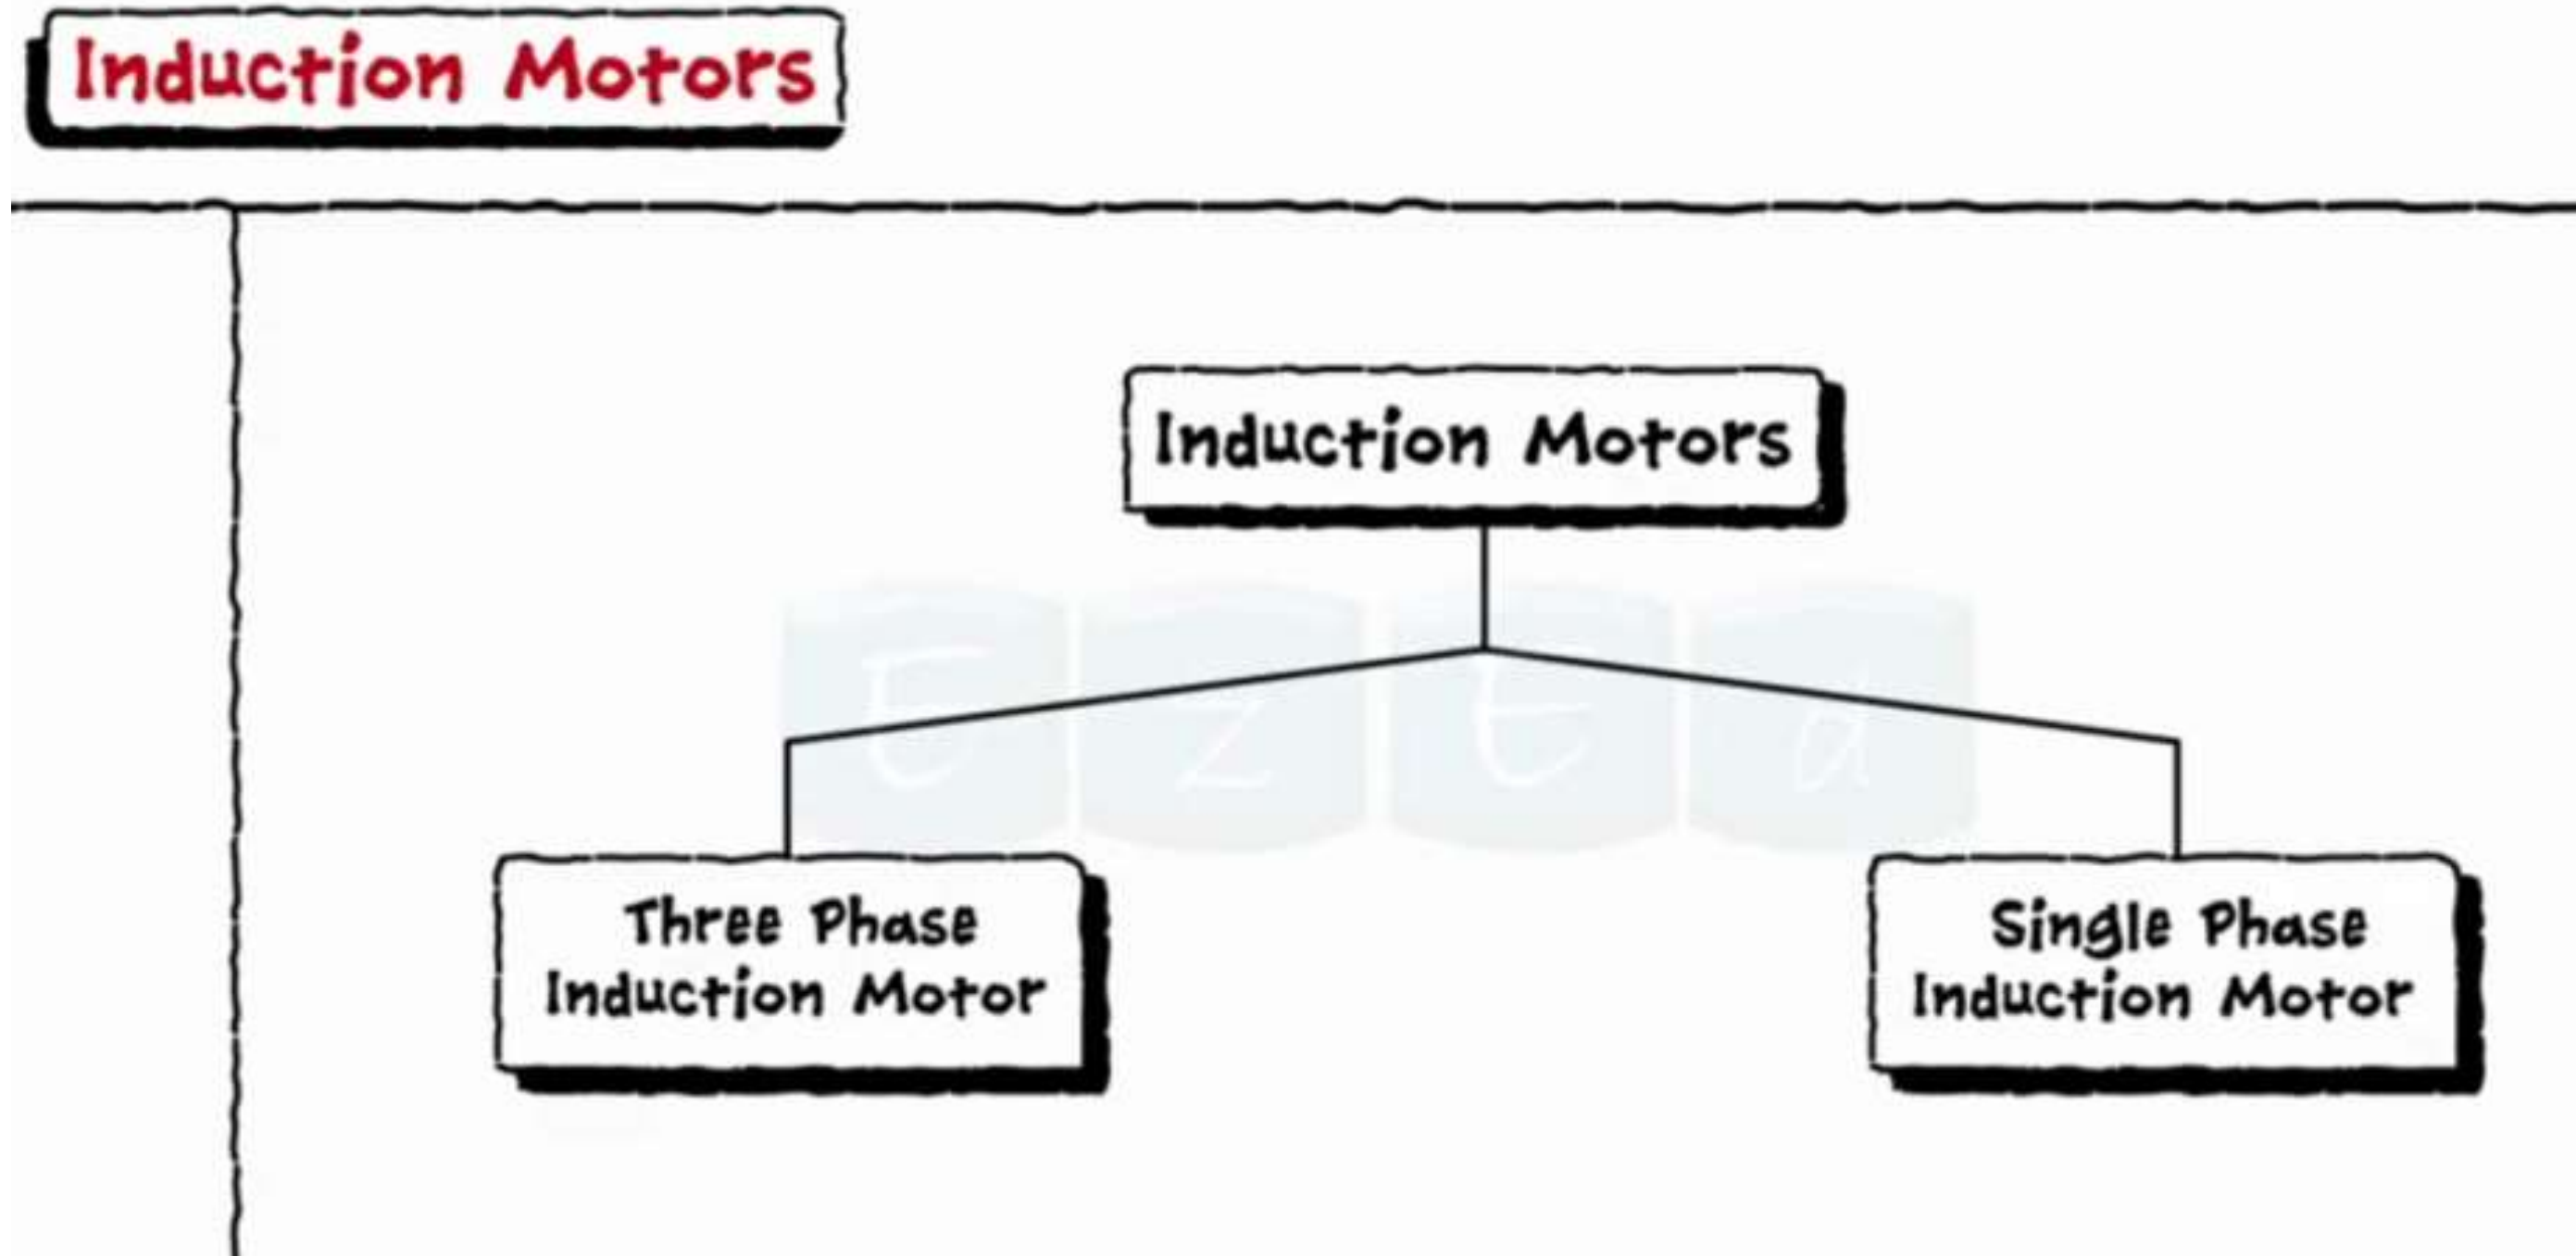 Induction Motors
Induction Motors
E z t d
Three Phase
Induction Motor
Single Phase
Induction Motor